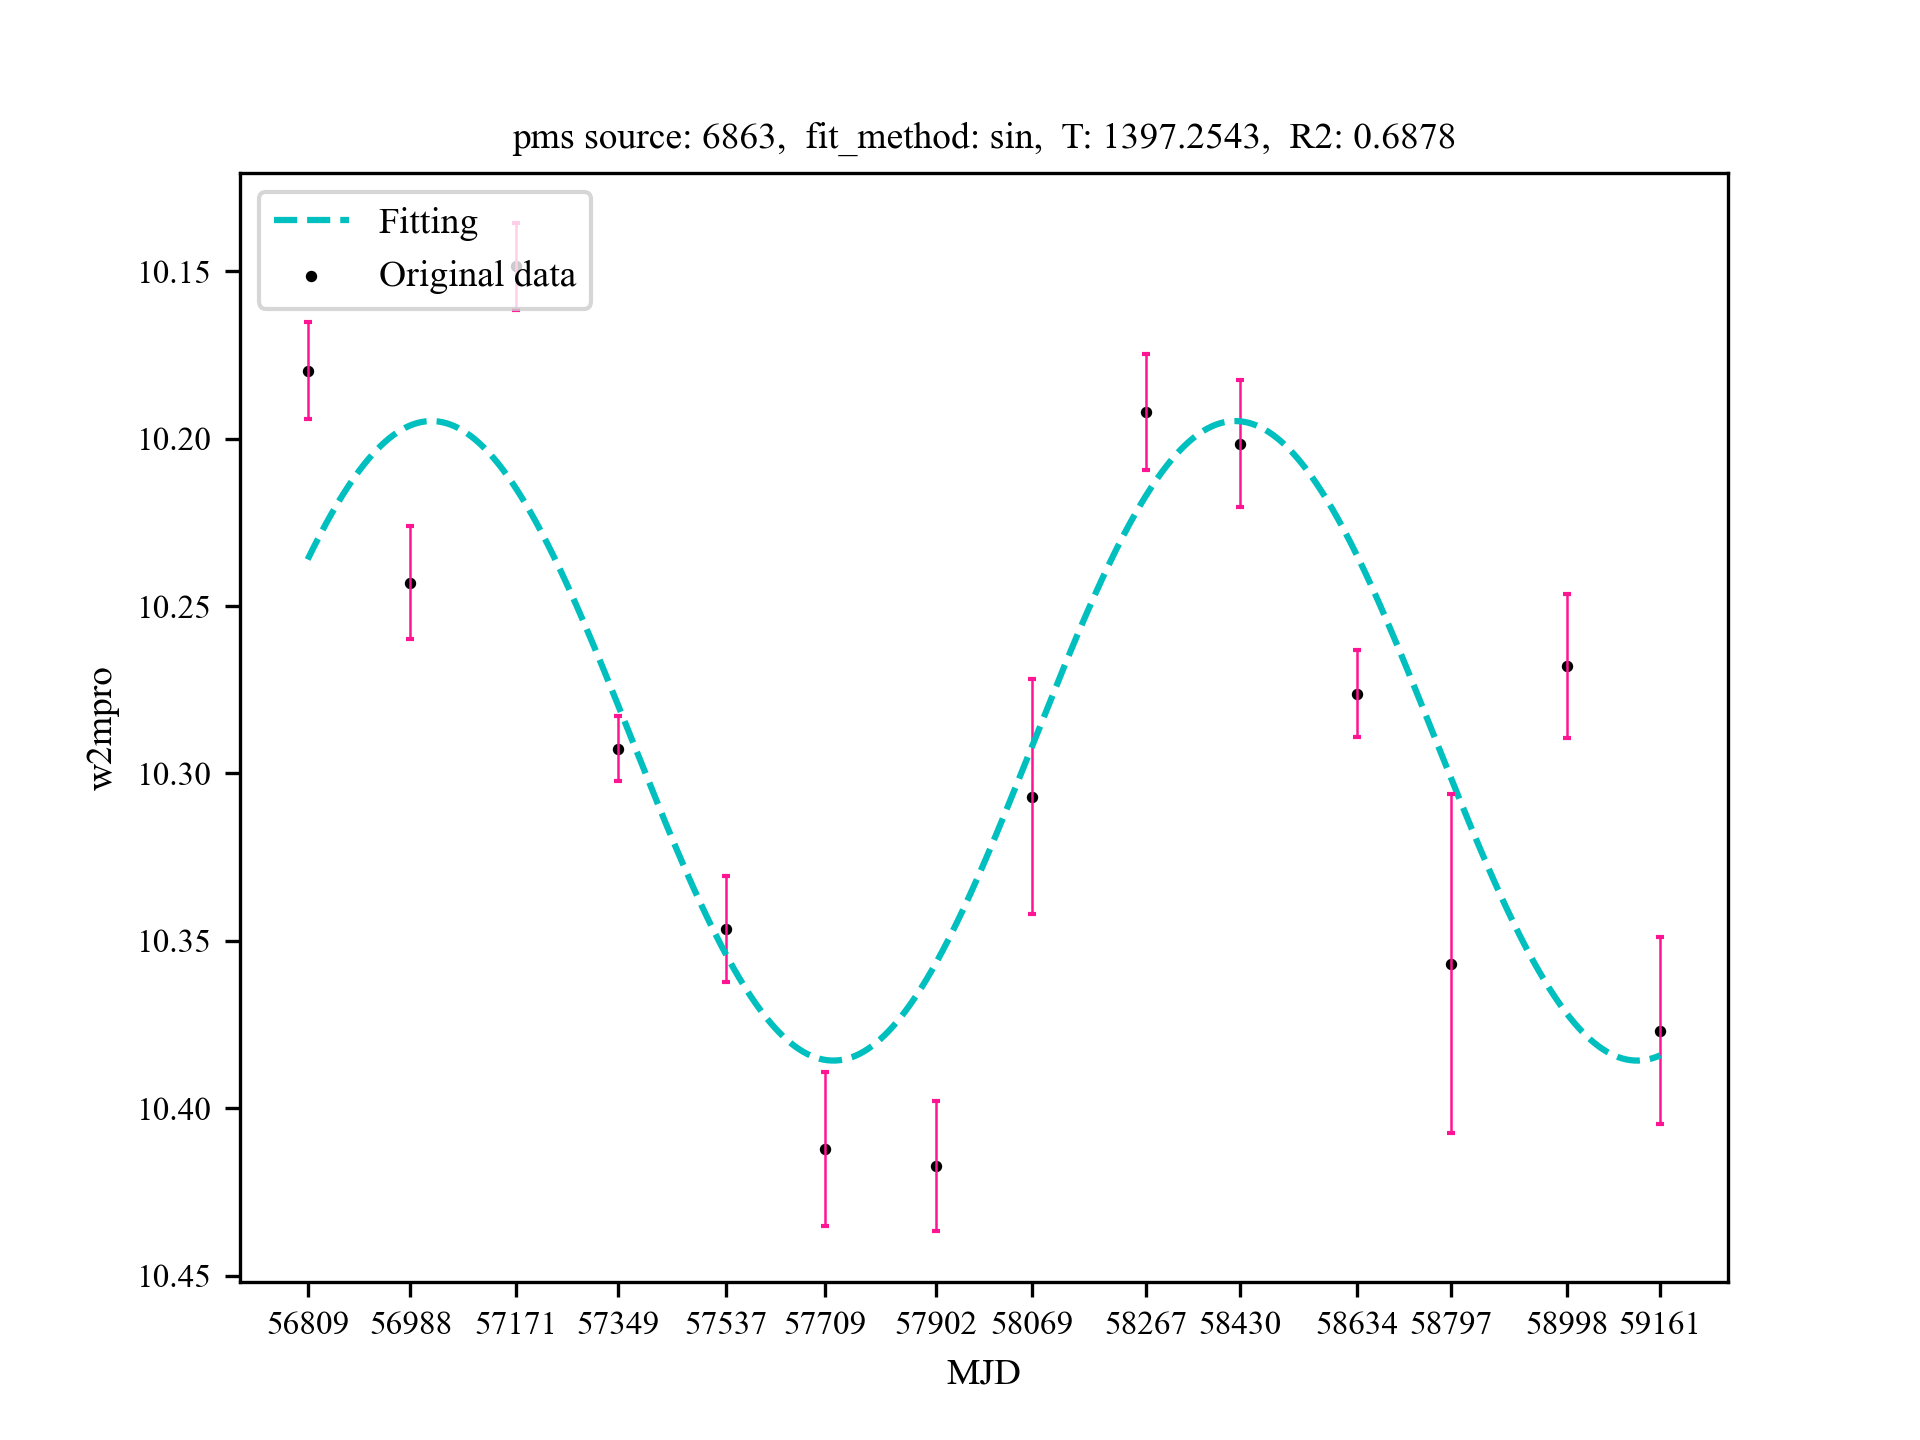 pms source: 6863,  fit_method: sin,  T: 1397.2543,  R2: 0.6878
Fitting
Original data
10.15
10.20
10.25
10.30
10.35
10.40
10.45
w2mpro
56809 56988 57171 57349 57537 57709 57902 58069 58267 58430 58634 58797 58998 59161
MJD